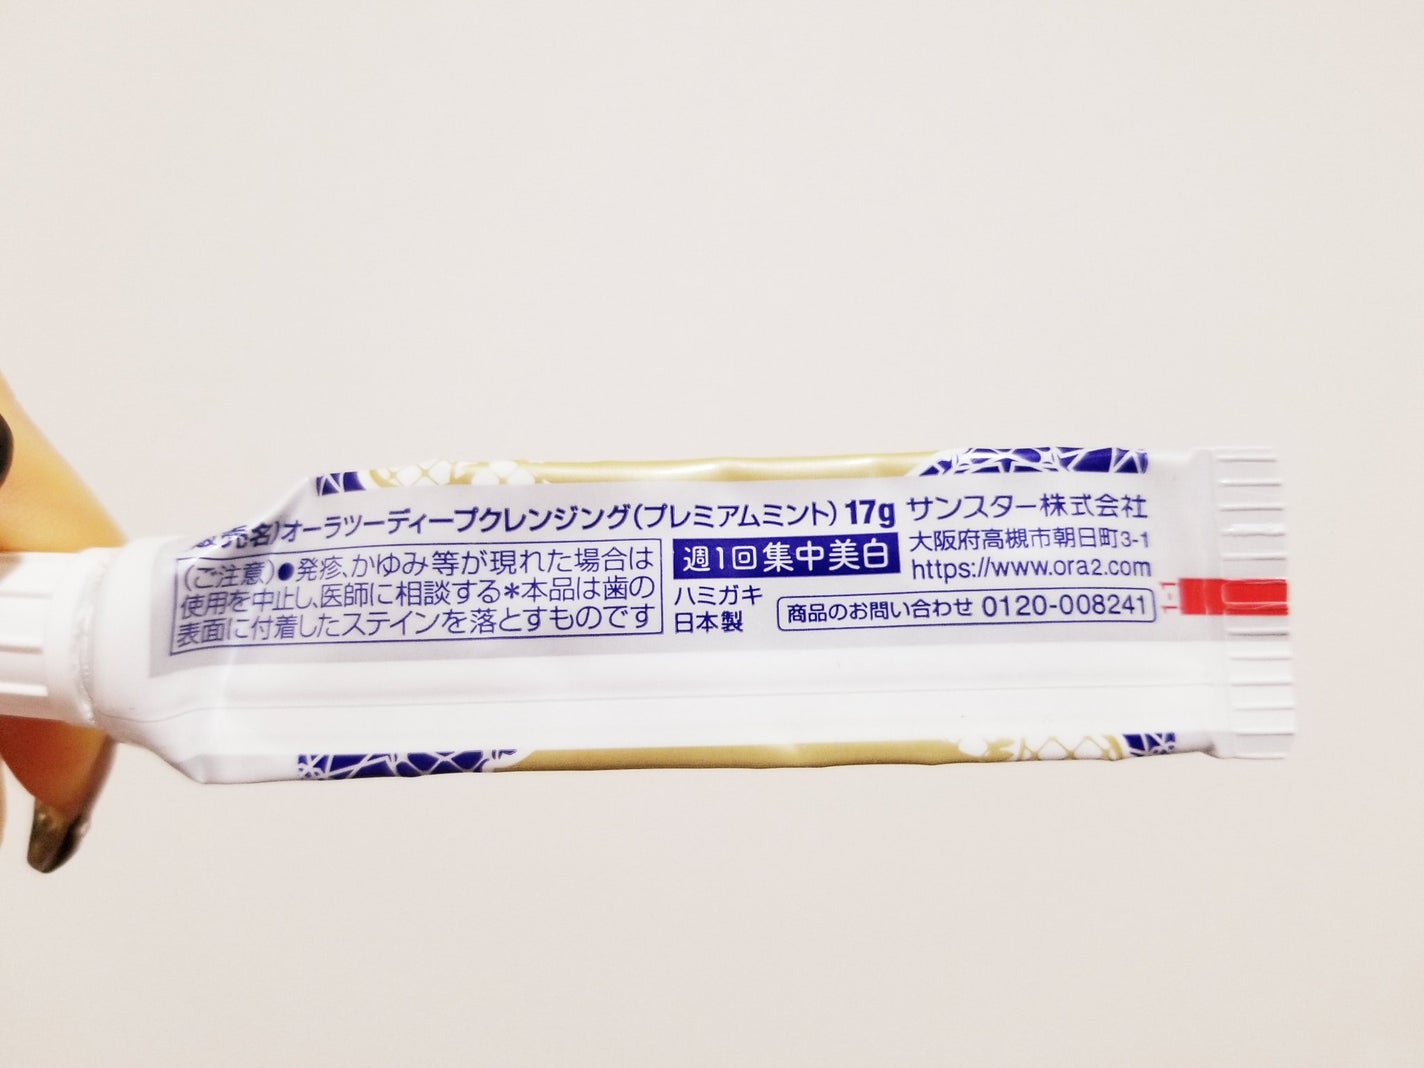 売名)オーラツーディープクレンジング(プレミアムミント) 17g
(ご注意)●発疹、かゆみ等が現れた場合は
使用を中止し、医師に相談する＊本品は歯の
表面に付着したステインを落とすものです
週1回集中美白
ハミガキ
日本製
サンスター株式会社
大阪府高槻市朝日町3-1
https://www.ora2.com
商品のお問い合わせ 0120-008241